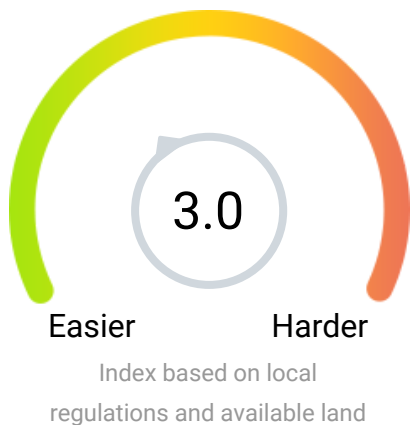 3.0
Easier
Harder
Index based on local
regulations and available land